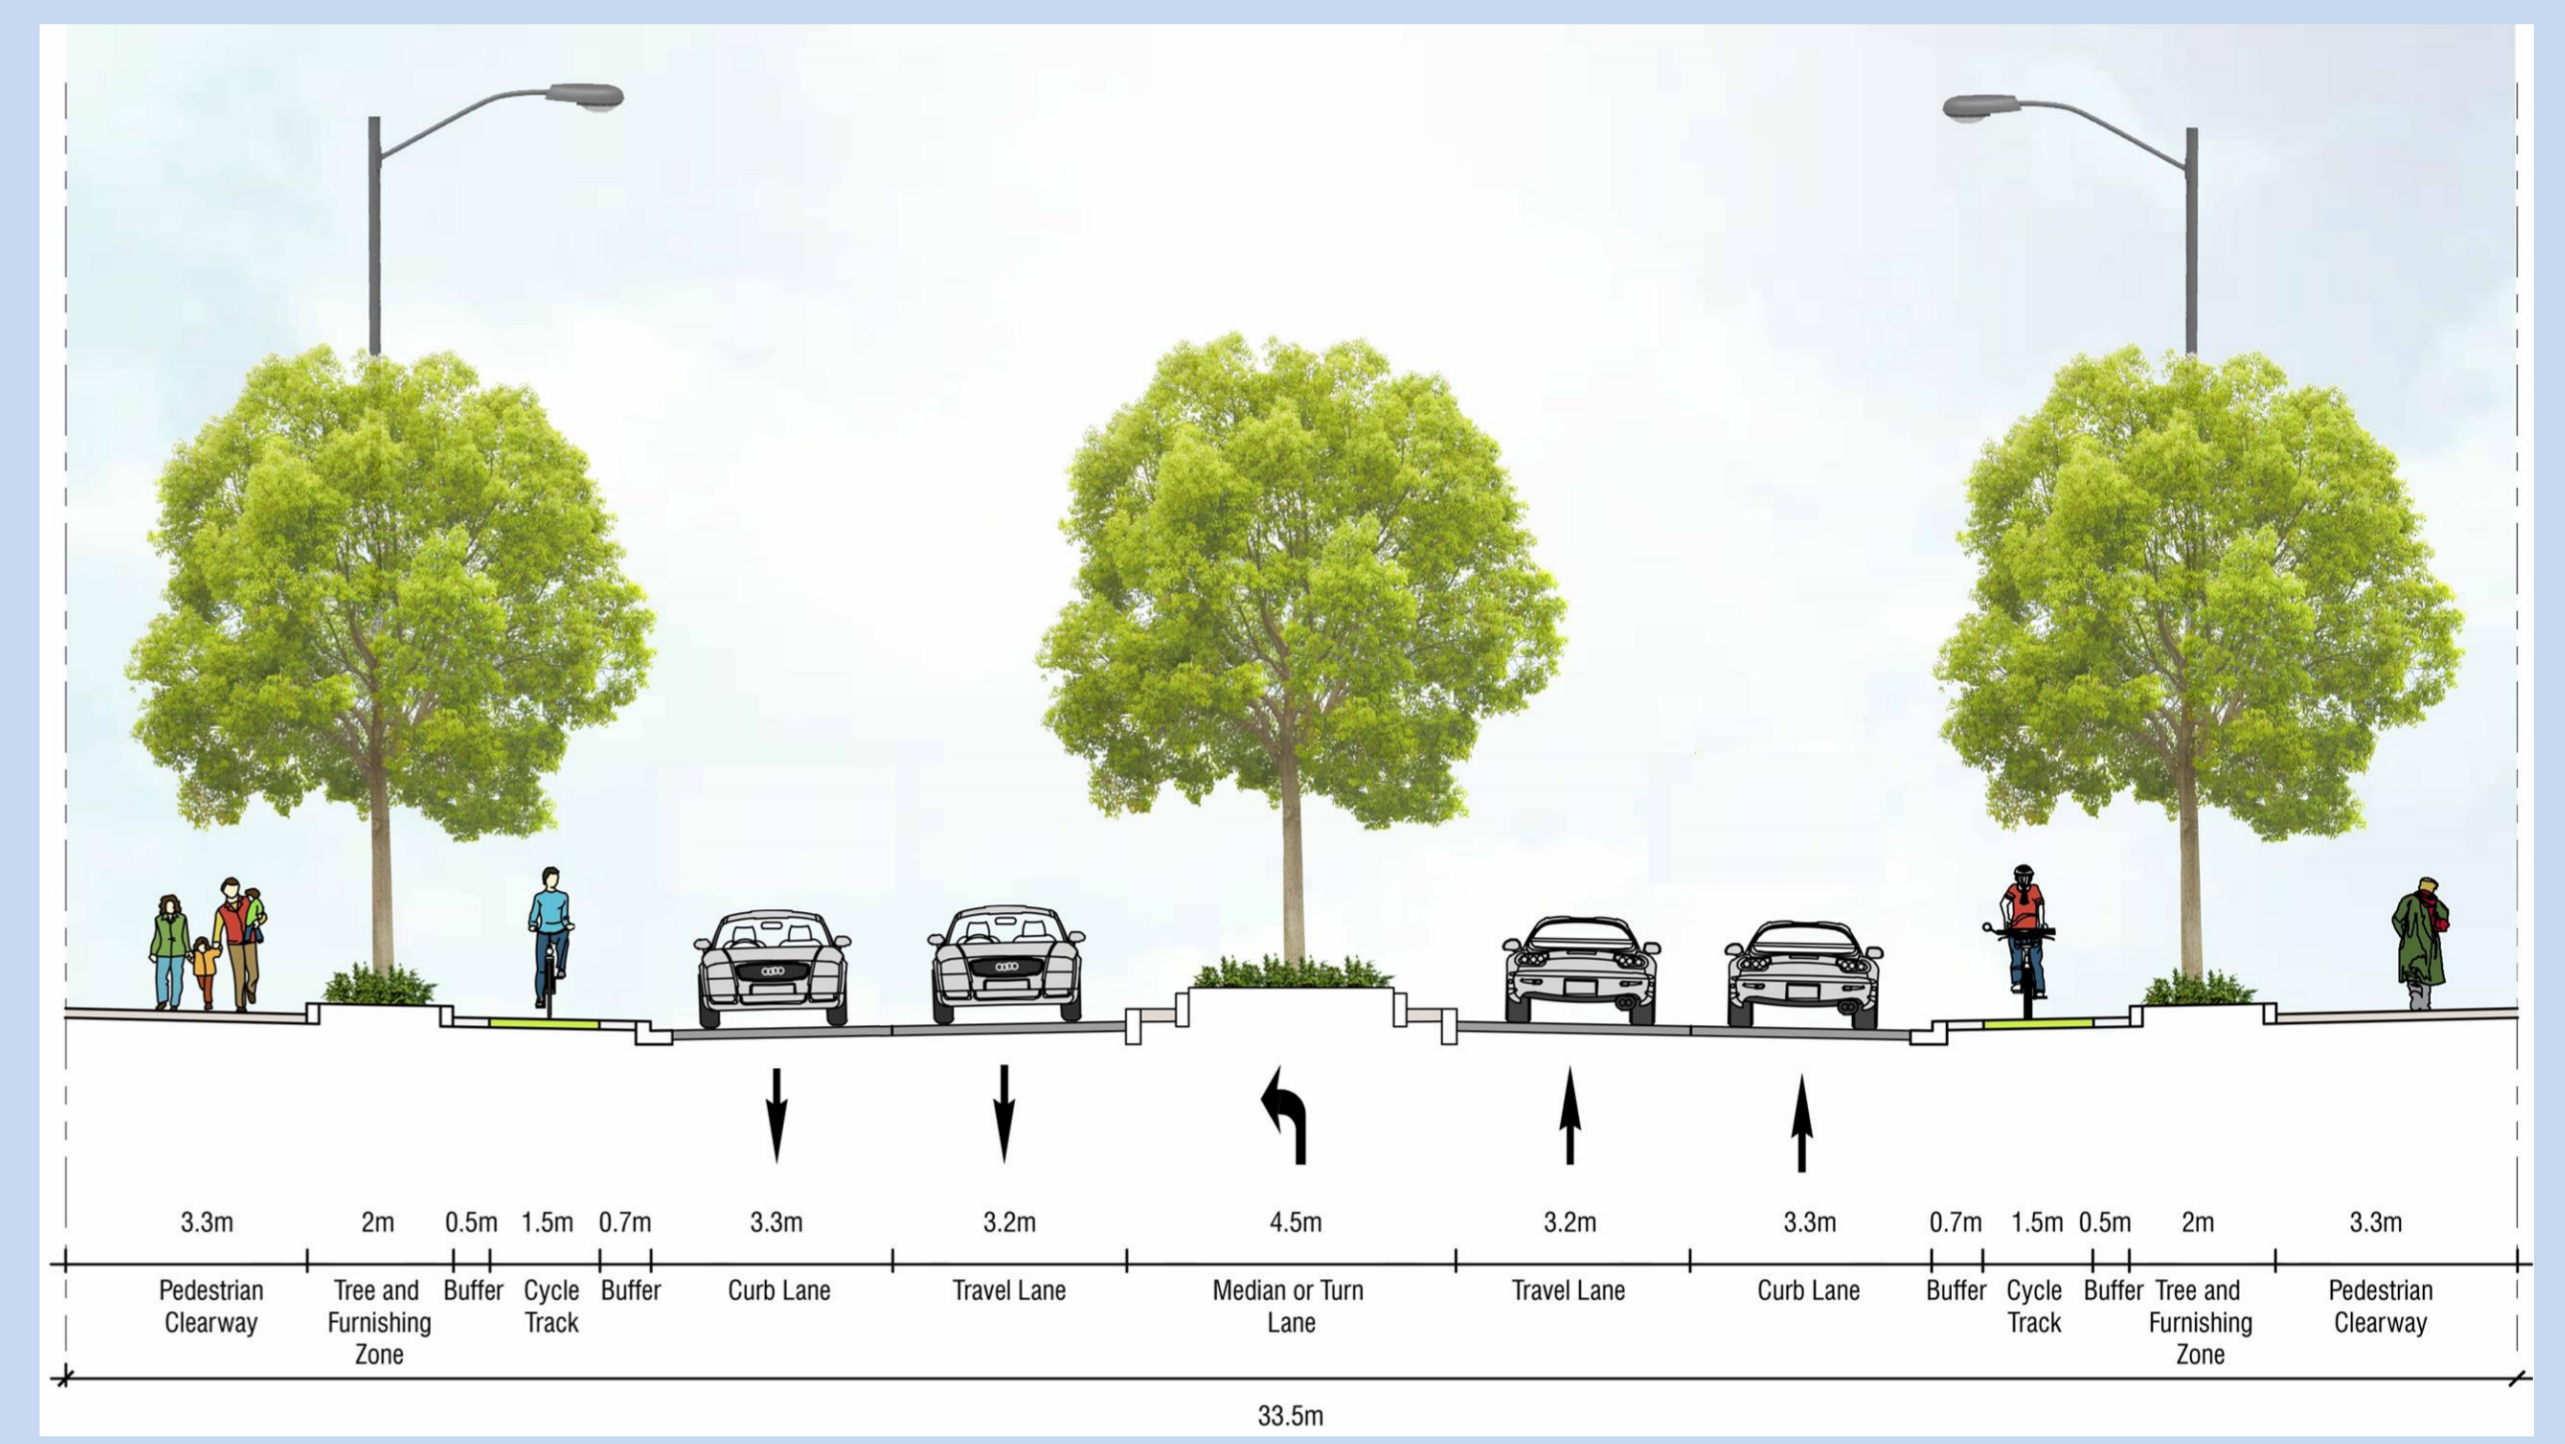 3.3m 2m 0.5m 1.5m 0.7m 3.3m 3.2m 4.5m 3.2m 3.3m 0.7m 1.5m 0.5m 2m 3.3m
Pedestrian Tree and Buffer Cycle Buffer Curb Lane Travel Lane Median or Turn Travel Lane Curb Lane Buffer Cycle Buffer Tree and Pedestrian
Clearway Furnishing Track Lane Track Furnishing Clearway
Zone Zone
33.5m